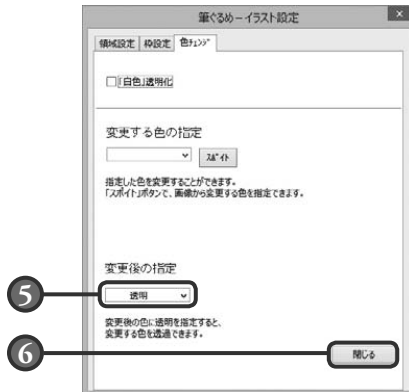 筆ぐるめ－イラスト設定
領域設定 枠設定 色ﾁｪﾝｼﾞ
「白色」透明化
変更する色の指定
ｽﾎﾟｲﾄ
指定した色を変更することができます。
「スポイト」ボタンで、画像から変更する色を指定できます。
変更後の指定
5 透明
変更後の色に透明を指定すると、
変更する色を透過できます。
6 閉じる